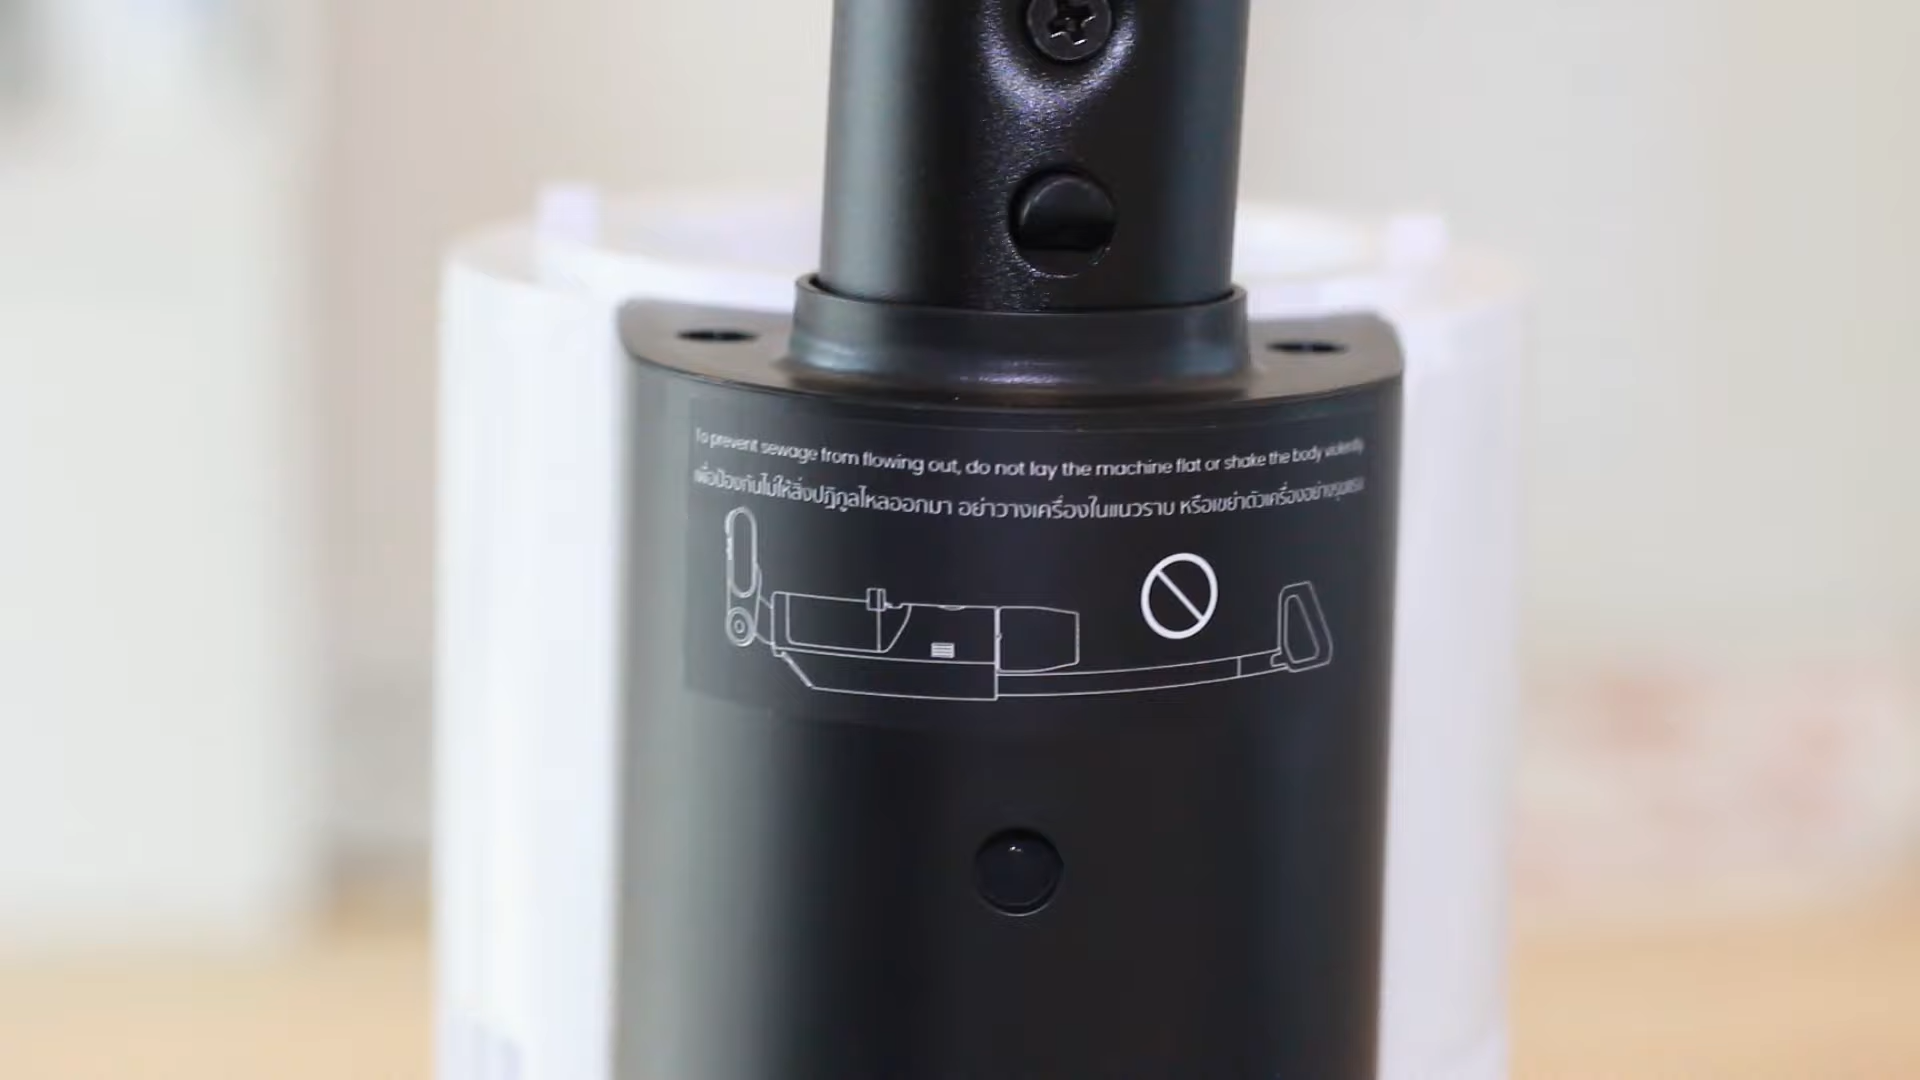 To prevent sewage from flowing out, do not lay the machine flat or shake the body violently
เพื่อป้องกันไม่ให้สิ่งปฏิกูลไหลออกมา อย่าวางเครื่องในแนวราบ หรือเขย่าตัวเครื่องอย่างรุนแรง